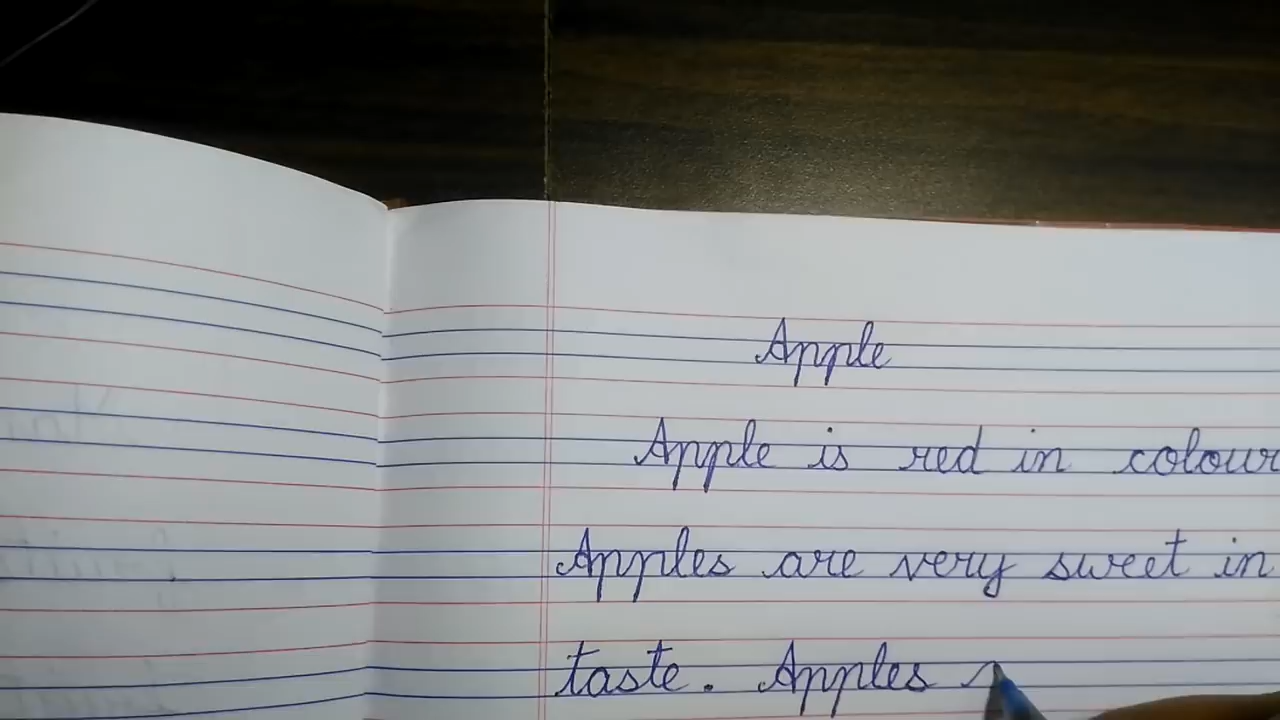 Apple
Apple is red in colour
Apples are very sweet in
taste. Apples